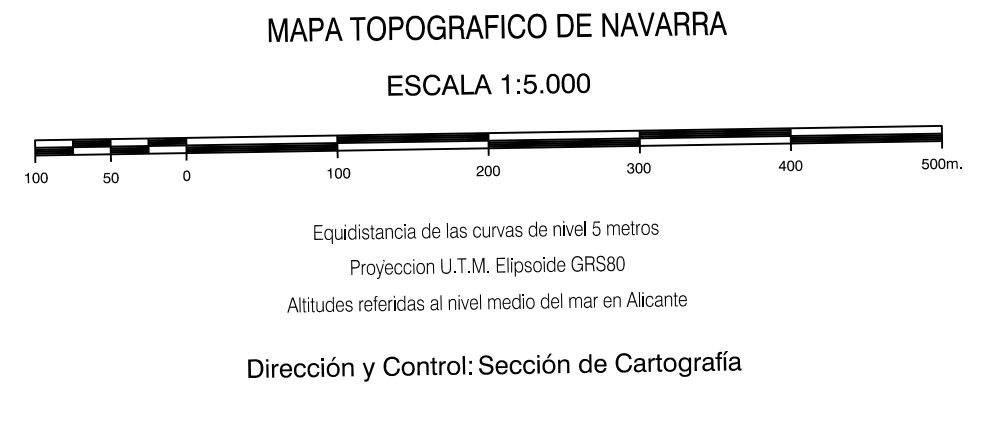 MAPA TOPOGRAFICO DE NAVARRA
ESCALA 1:5.000
100 50 0 100 200 300 400 500m.
Equidistancia de las curvas de nivel 5 metros
Proyeccion U.T.M. Elipsoide GRS80
Altitudes referidas al nivel medio del mar en Alicante
Dirección y Control: Sección de Cartografía